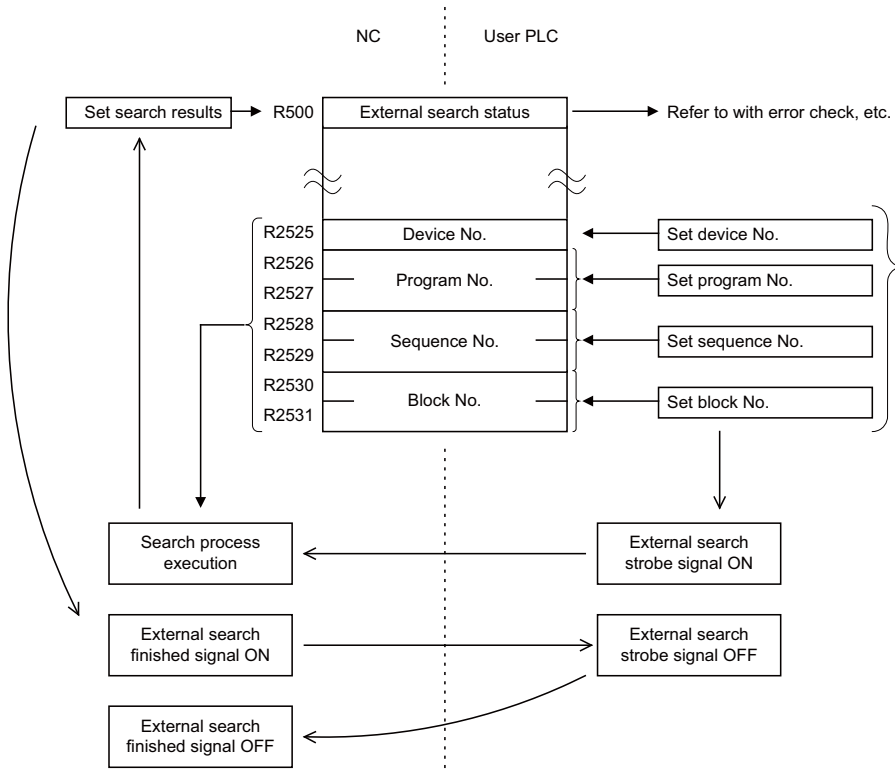 NC
User PLC
Set search results
R500
External search status
Refer to with error check, etc.
R2525
Device No.
Set device No.
R2526
Program No.
Set program No.
R2527
R2528
Sequence No.
Set sequence No.
R2529
R2530
Block No.
Set block No.
R2531
Search process
execution
External search
strobe signal ON
External search
finished signal ON
External search
strobe signal OFF
External search
finished signal OFF